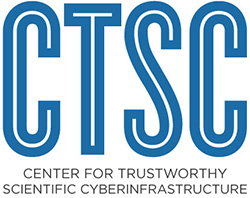 CTSC
CENTER FOR TRUSTWORTHY
SCIENTIFIC CYBERINFRASTRUCTURE